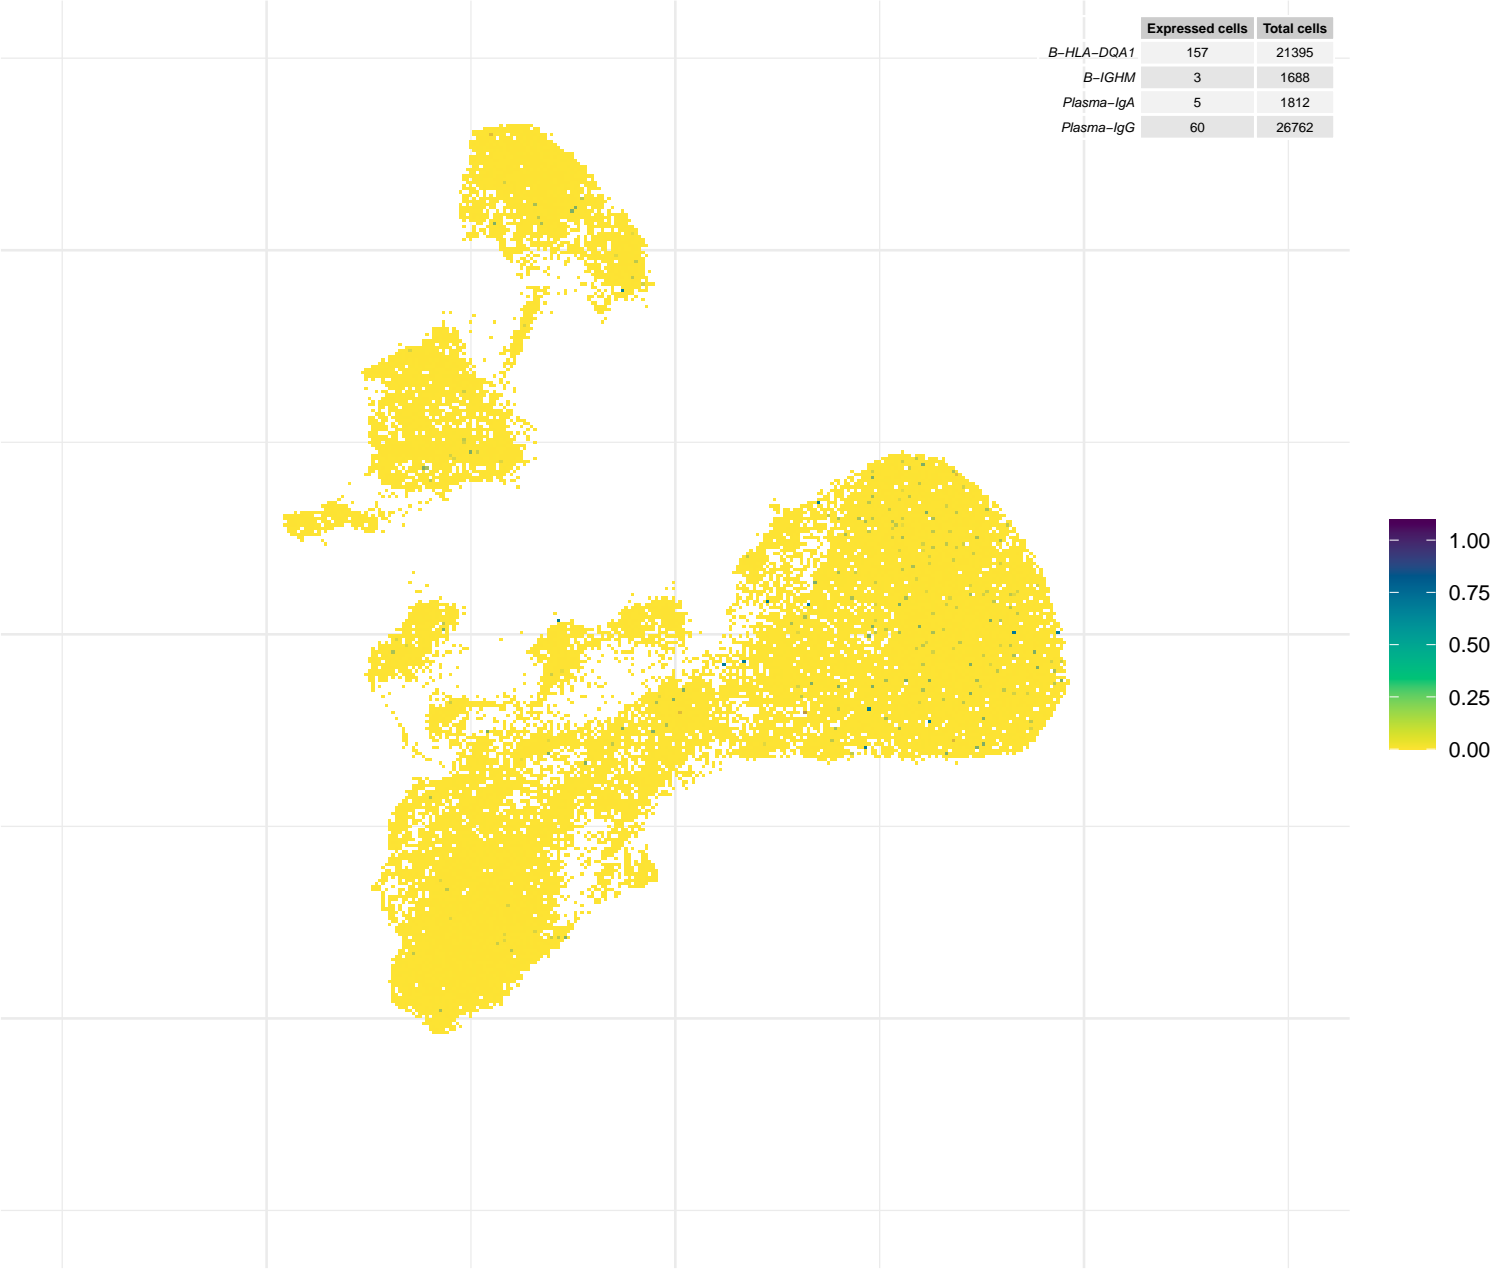 Expressed cells Total cells
B−HLA−DQA1 157 21395
B−IGHM 3 1688
Plasma−IgA 5 1812
Plasma−IgG 60 26762
1.00
0.75
0.50
0.25
0.00